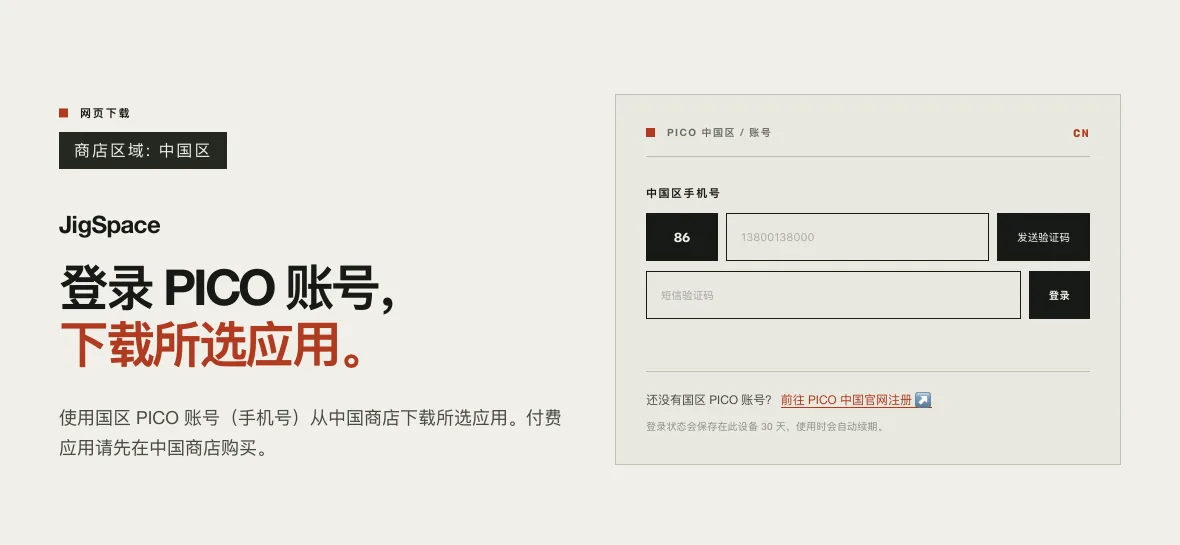 网页下载
商店区域: 中国区
JigSpace
登录 PICO 账号,
下载所选应用。
使用国区 PICO 账号（手机号）从中国商店下载所选应用。付费
应用请先在中国商店购买。
PICO 中国区 / 账号
CN
中国区手机号
86
13800138000
发送验证码
短信验证码
登录
还没有国区 PICO 账号? 前往 PICO 中国官网注册 ↗
登录状态会保存在此设备 30 天，使用时会自动续期。